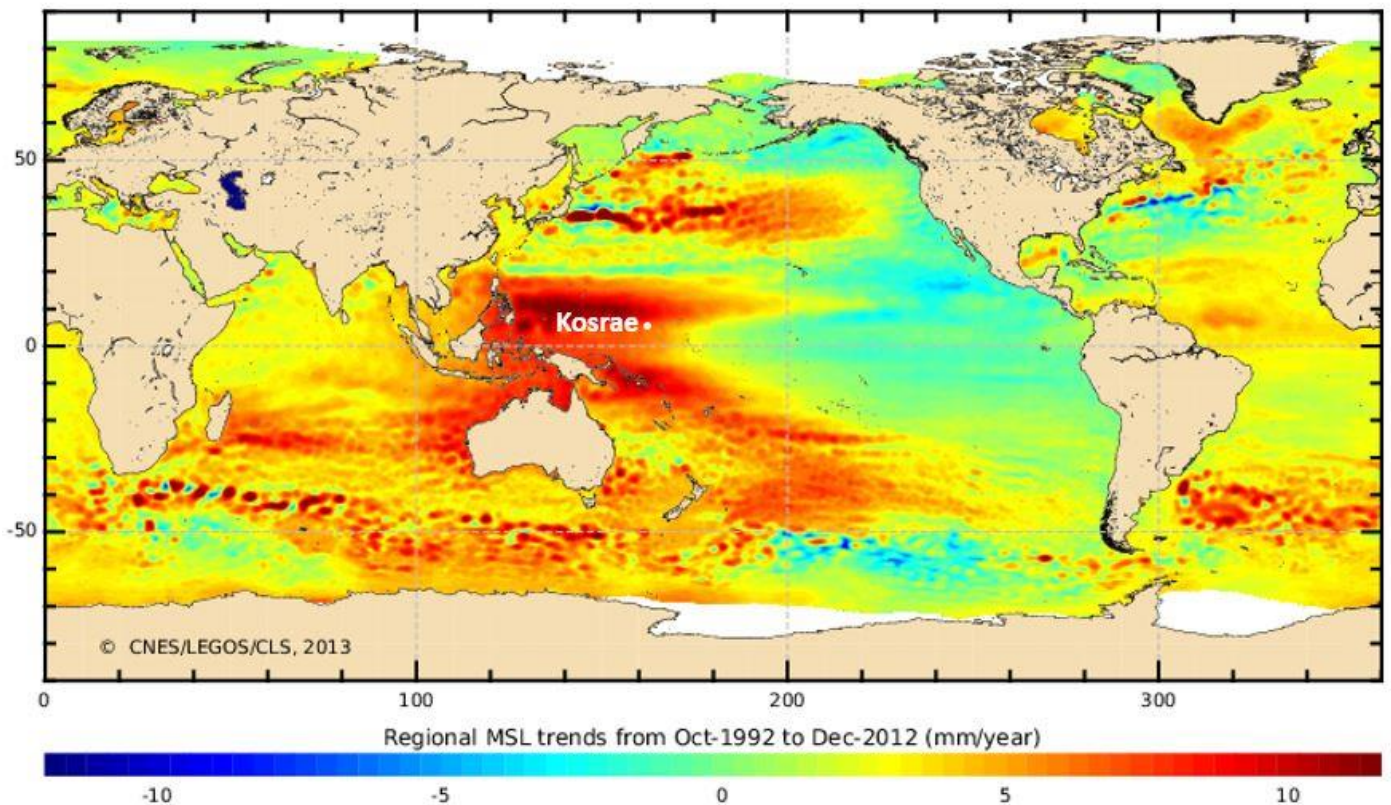 50
Kosrae
0
-50
© CNES/LEGOS/CLS, 2013
0 100 200 300
Regional MSL trends from Oct-1992 to Dec-2012 (mm/year)
-10 -5 0 5 10